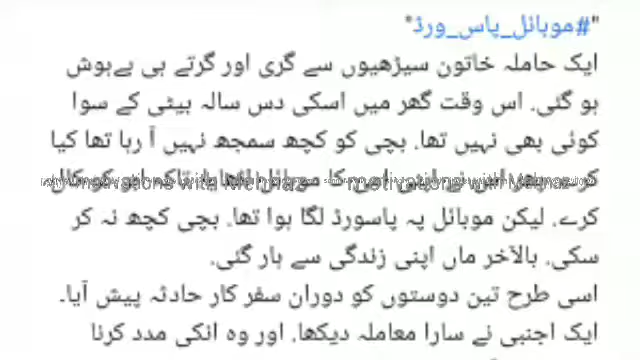 "#موبائل_پاس_ورڈ"
ایک حاملہ خاتون سیڑھیوں سے گری اور گرتے ہی بےہوش
ہو گئی۔ اس وقت گھر میں اسکی دس سالہ بیٹی کے سوا
کوئی بھی نہیں تھا۔ بچی کو کچھ سمجھ نہیں آ رہا تھا کیا
کا موبائل
کرے۔ لیکن موبائل پہ پاسورڈ لگا ہوا تھا۔ بچی کچھ نہ کر
سکی۔ بالآخر ماں اپنی زندگی سے ہار گئی۔
اسی طرح تین دوستوں کو دوران سفر کار حادثہ پیش آیا۔
ایک اجنبی نے سارا معاملہ دیکھا۔ اور وہ انکی مدد کرنا